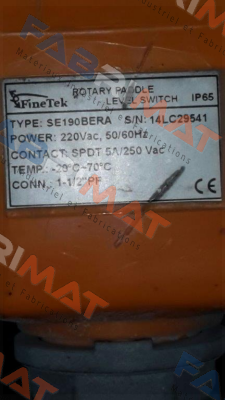 FineTek
ROTARY PADDLE
LEVEL SWITCH IP65
TYPE: SE190BERA S/N: 14LC29541
POWER: 220Vac, 50/60Hz
CONTACT: SPDT 5A/250 Vac
TEMP.: -20°C~70°C
CONN.: 1-1/2"PF
CE
FABRIMAT